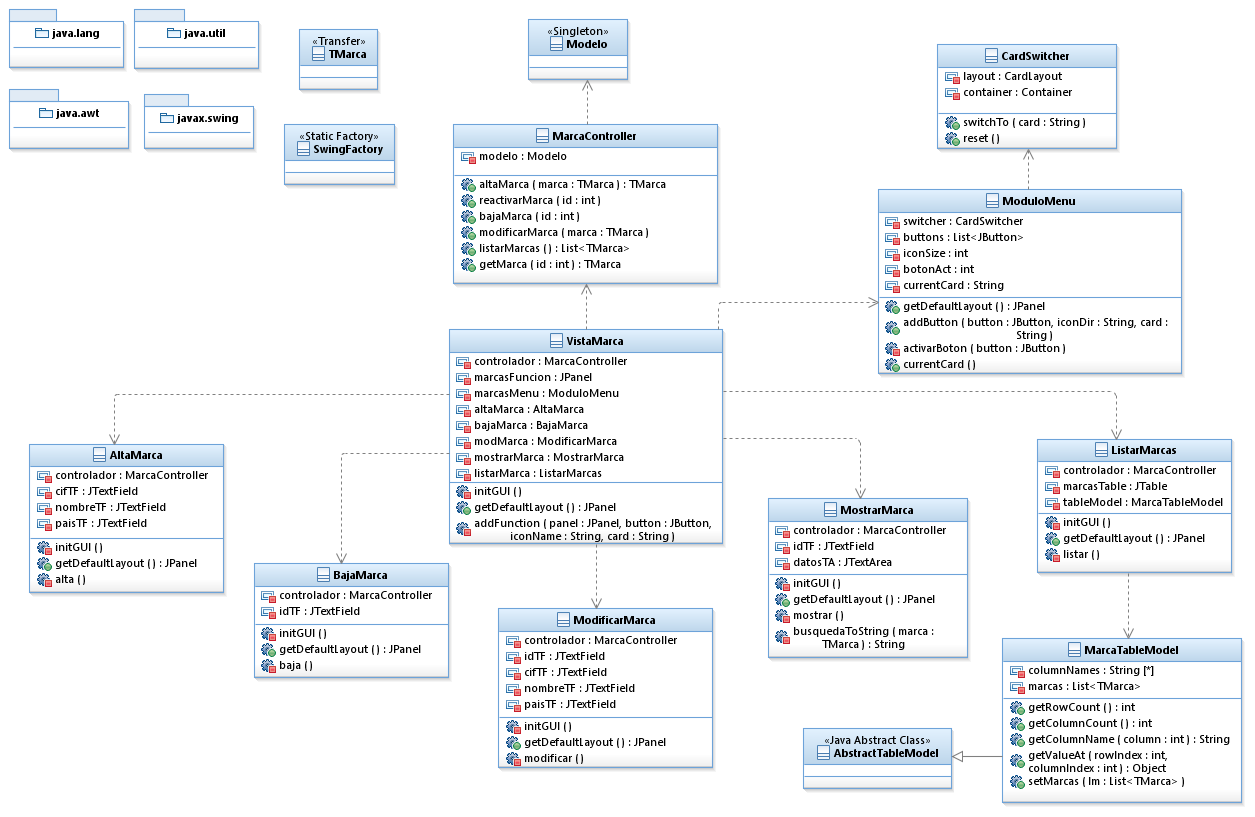 java.lang
java.util
java.awt
javax.swing
«Transfer»
TMarca
«Static Factory»
SwingFactory
«Singleton»
Modelo
MarcaController
modelo : Modelo
altaMarca ( marca : TMarca ) : TMarca
reactivarMarca ( id : int )
bajaMarca ( id : int )
modificarMarca ( marca : TMarca )
listarMarcas ( ) : List<TMarca>
getMarca ( id : int ) : TMarca
CardSwitcher
layout : CardLayout
container : Container
switchTo ( card : String )
reset ( )
ModuloMenu
switcher : CardSwitcher
buttons : List<JButton>
iconSize : int
botonAct : int
currentCard : String
getDefaultLayout ( ) : JPanel
addButton ( button : JButton, iconDir : String, card :
String )
activarBoton ( button : JButton )
currentCard ( )
VistaMarca
controlador : MarcaController
marcasFuncion : JPanel
marcasMenu : ModuloMenu
altaMarca : AltaMarca
bajaMarca : BajaMarca
modMarca : ModificarMarca
mostrarMarca : MostrarMarca
listarMarca : ListarMarcas
initGUI ( )
getDefaultLayout ( ) : JPanel
addFunction ( panel : JPanel, button : JButton,
iconName : String, card : String )
AltaMarca
controlador : MarcaController
cifTF : JTextField
nombreTF : JTextField
paisTF : JTextField
initGUI ( )
getDefaultLayout ( ) : JPanel
alta ( )
BajaMarca
controlador : MarcaController
idTF : JTextField
initGUI ( )
getDefaultLayout ( ) : JPanel
baja ( )
ModificarMarca
controlador : MarcaController
idTF : JTextField
cifTF : JTextField
nombreTF : JTextField
paisTF : JTextField
initGUI ( )
getDefaultLayout ( ) : JPanel
modificar ( )
MostrarMarca
controlador : MarcaController
idTF : JTextField
datosTA : JTextArea
initGUI ( )
getDefaultLayout ( ) : JPanel
mostrar ( )
busquedaToString ( marca :
TMarca ) : String
ListarMarcas
controlador : MarcaController
marcasTable : JTable
tableModel : MarcaTableModel
initGUI ( )
getDefaultLayout ( ) : JPanel
listar ( )
MarcaTableModel
columnNames : String [*]
marcas : List<TMarca>
getRowCount ( ) : int
getColumnCount ( ) : int
getColumnName ( column : int ) : String
getValueAt ( rowIndex : int,
columnIndex : int ) : Object
setMarcas ( lm : List<TMarca> )
«Java Abstract Class»
AbstractTableModel